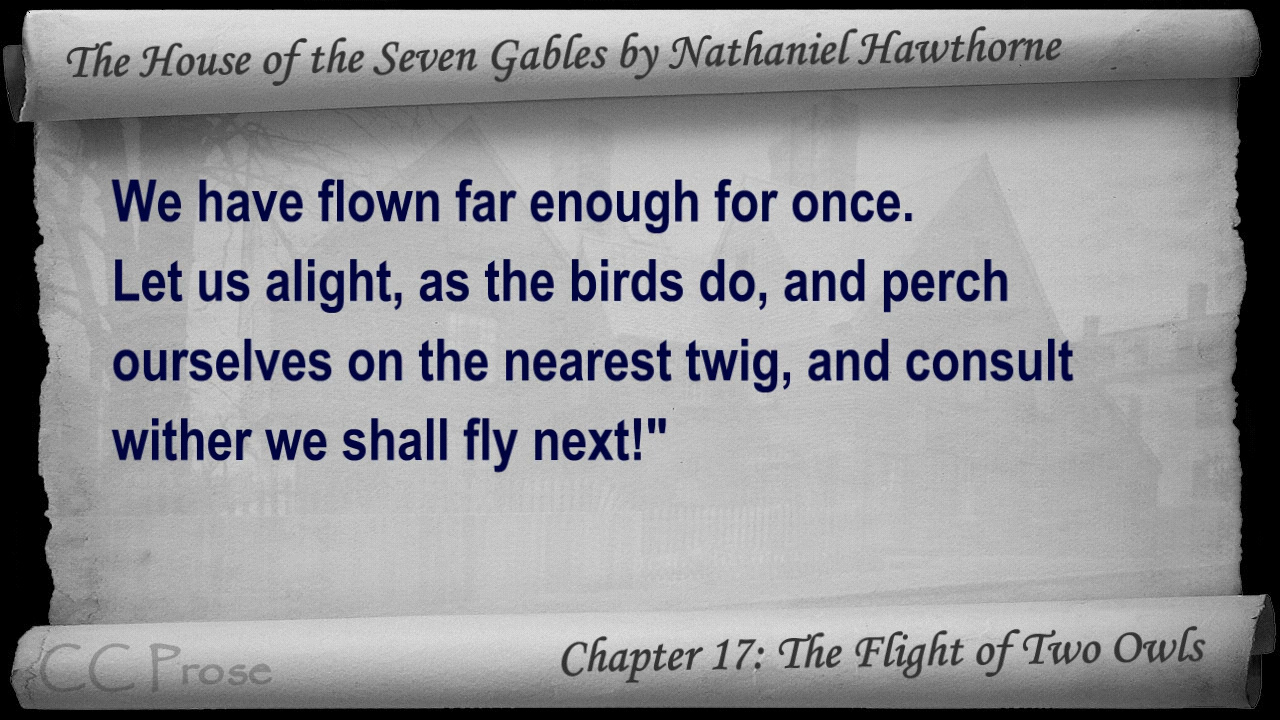 The House of the Seven Gables by Nathaniel Hawthorne
We have flown far enough for once.
Let us alight, as the birds do, and perch
ourselves on the nearest twig, and consult
wither we shall fly next!"
CC Prose
Chapter 17: The Flight of Two Owls